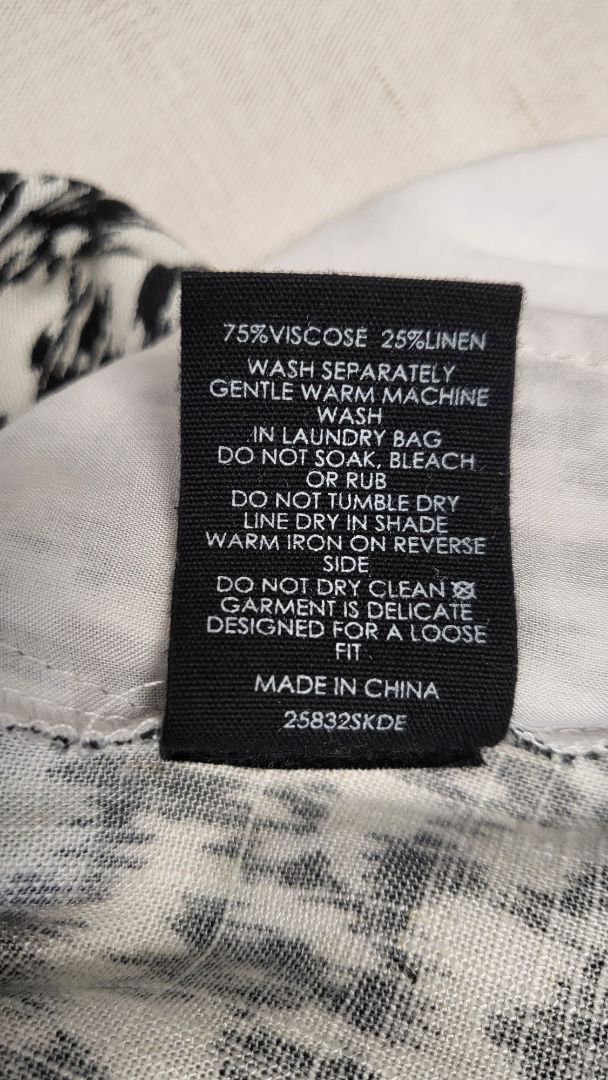 75%VISCOSE 25%LINEN
WASH SEPARATELY
GENTLE WARM MACHINE
WASH
IN LAUNDRY BAG
DO NOT SOAK, BLEACH
OR RUB
DO NOT TUMBLE DRY
LINE DRY IN SHADE
WARM IRON ON REVERSE
SIDE
DO NOT DRY CLEAN
GARMENT IS DELICATE
DESIGNED FOR A LOOSE
FIT
MADE IN CHINA
25832SKDE